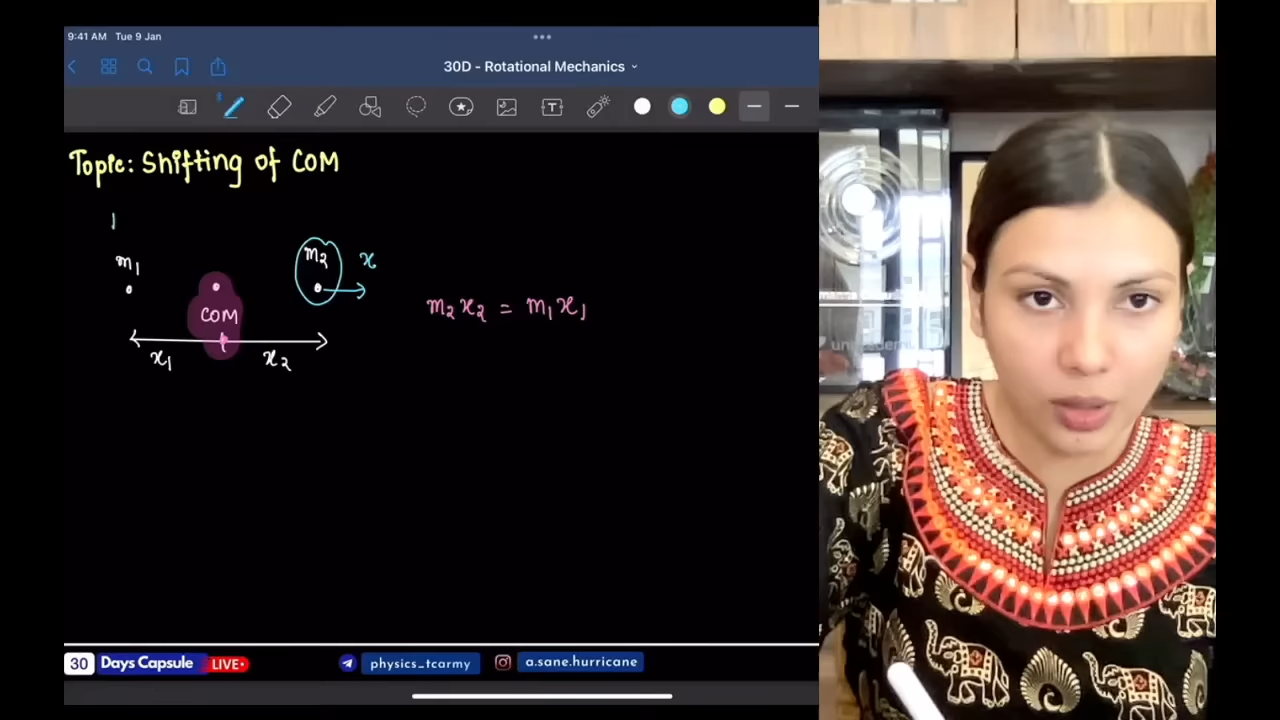 9:41 AM Tue 9 Jan
30D - Rotational Mechanics
T
Topic: Shifting of COM
m₁
m₂
x
COM
x₁
x₂
m₂x₂ = m₁x₁
30 Days Capsule LIVE
physics_tcarmy
a.sane.hurricane